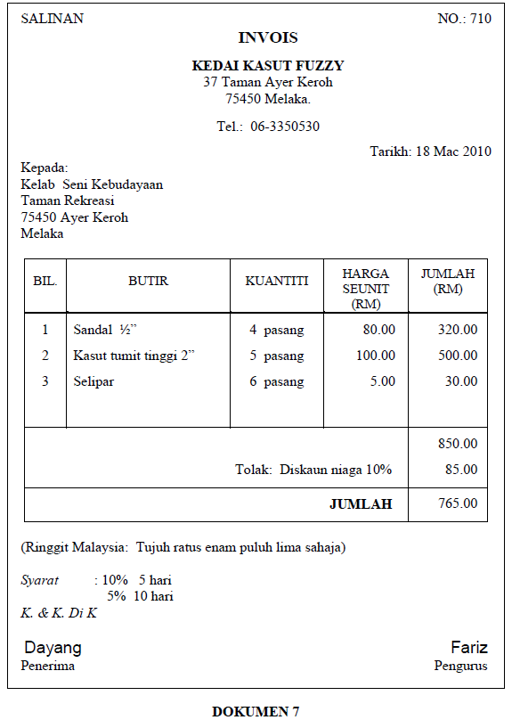 SALINAN NO.: 710
INVOIS
KEDAI KASUT FUZZY
37 Taman Ayer Keroh
75450 Melaka.
Tel.: 06-3350530
Tarikh: 18 Mac 2010
Kepada:
Kelab Seni Kebudayaan
Taman Rekreasi
75450 Ayer Keroh
Melaka
BIL. BUTIR KUANTITI HARGA SEUNIT (RM) JUMLAH (RM)
1 Sandal ½” 4 pasang 80.00 320.00
2 Kasut tumit tinggi 2” 5 pasang 100.00 500.00
3 Selipar 6 pasang 5.00 30.00
850.00
Tolak: Diskaun niaga 10% 85.00
JUMLAH 765.00
(Ringgit Malaysia: Tujuh ratus enam puluh lima sahaja)
Syarat : 10% 5 hari
5% 10 hari
K. & K. Di K
Dayang Fariz
Penerima Pengurus
DOKUMEN 7